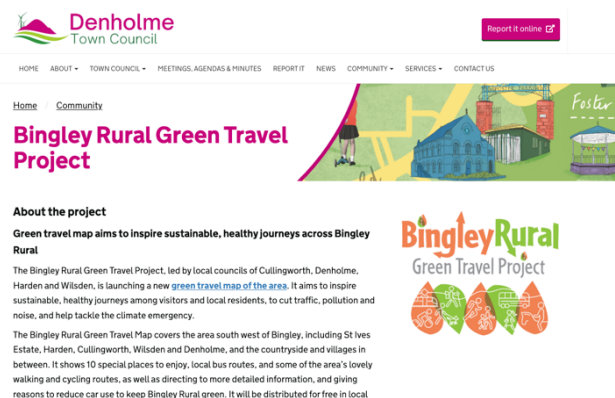 Denholme
Town Council
Report it online
HOME ABOUT TOWN COUNCIL MEETINGS, AGENDAS & MINUTES REPORT IT NEWS COMMUNITY SERVICES CONTACT US
Home / Community
Foster
Bingley Rural Green Travel
Project
About the project
Green travel map aims to inspire sustainable, healthy journeys across Bingley
Rural
The Bingley Rural Green Travel Project, led by local councils of Cullingworth, Denholme,
Harden and Wilsden, is launching a new green travel map of the area. It aims to inspire
sustainable, healthy journeys among visitors and local residents, to cut traffic, pollution and
noise, and help tackle the climate emergency.
The Bingley Rural Green Travel Map covers the area south west of Bingley, including St Ives
Estate, Harden, Cullingworth, Wilsden and Denholme, and the countryside and villages in
between. It shows 10 special places to enjoy, local bus routes, and some of the area's lovely
walking and cycling routes, as well as directing to more detailed information, and giving
reasons to reduce car use to keep Bingley Rural green. It will be distributed for free in local
BingleyRural
Green Travel Project